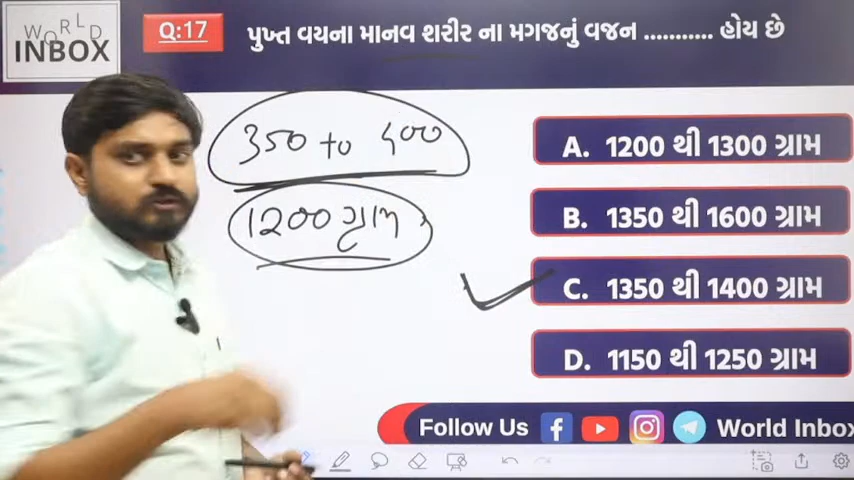 WORLD
INBOX
Q:17
પુખ્ત વયના માનવ શરીર ના મગજનું વજન ........... હોય છે
350 to 400
1200 ગ્રામ
A. 1200 થી 1300 ગ્રામ
B. 1350 થી 1600 ગ્રામ
C. 1350 થી 1400 ગ્રામ
D. 1150 થી 1250 ગ્રામ
Follow Us
World Inbox